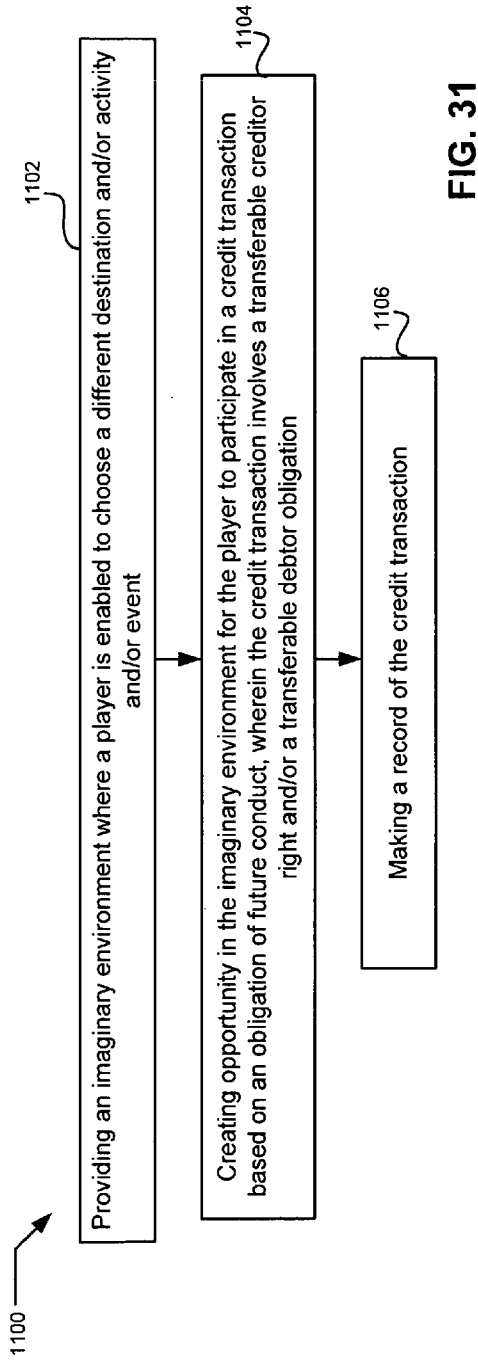 1100
1102
Providing an imaginary environment where a player is enabled to choose a different destination and/or activity
and/or event
1104
Creating opportunity in the imaginary environment for the player to participate in a credit transaction
based on an obligation of future conduct, wherein the credit transaction involves a transferable creditor
right and/or a transferable debtor obligation
1106
Making a record of the credit transaction
FIG. 31